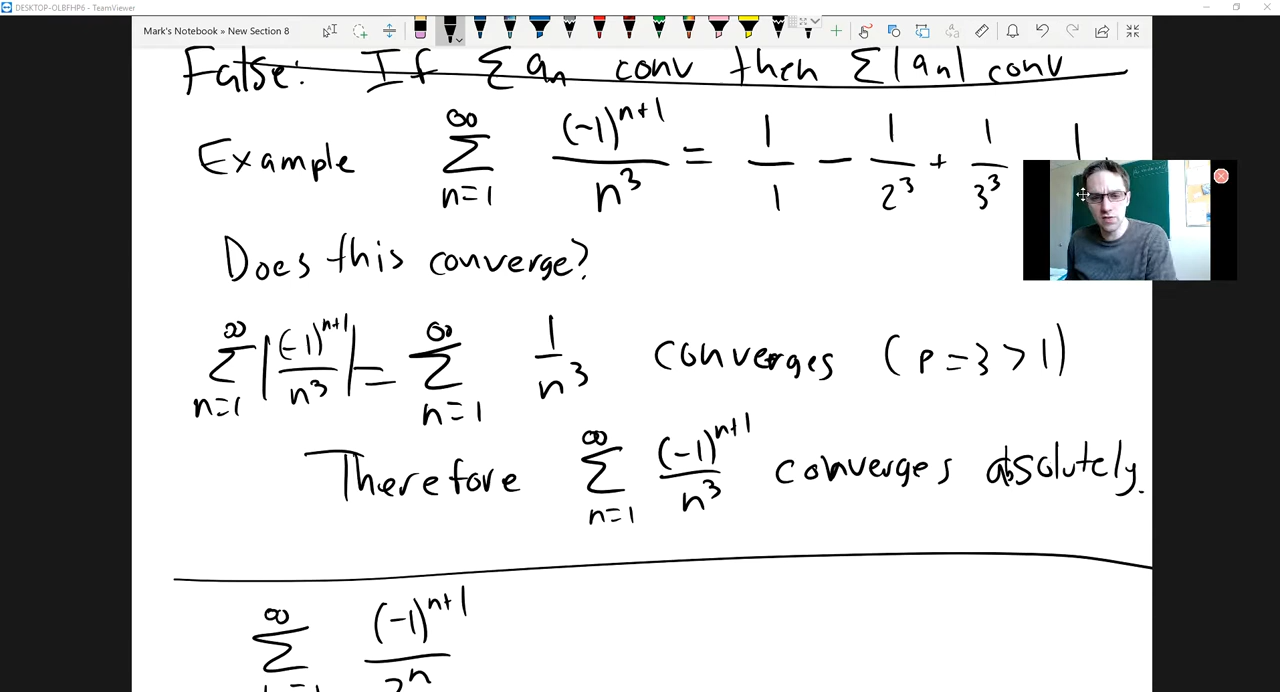 DESKTOP-OLBFHP6 - TeamViewer
Mark's Notebook » New Section 8
False: If Σ aₙ conv then Σ |aₙ| conv
Example ∑_{n=1}^{∞} (-1)^{n+1}/n³ = 1/1 - 1/2³ + 1/3³
Does this converge?
∑_{n=1}^{∞} |(-1)^{n+1}/n³| = ∑_{n=1}^{∞} 1/n³ converges (p = 3 > 1)
Therefore ∑_{n=1}^{∞} (-1)^{n+1}/n³ converges absolutely.
∑_{n=1}^{∞} (-1)^{n+1}/2ⁿ